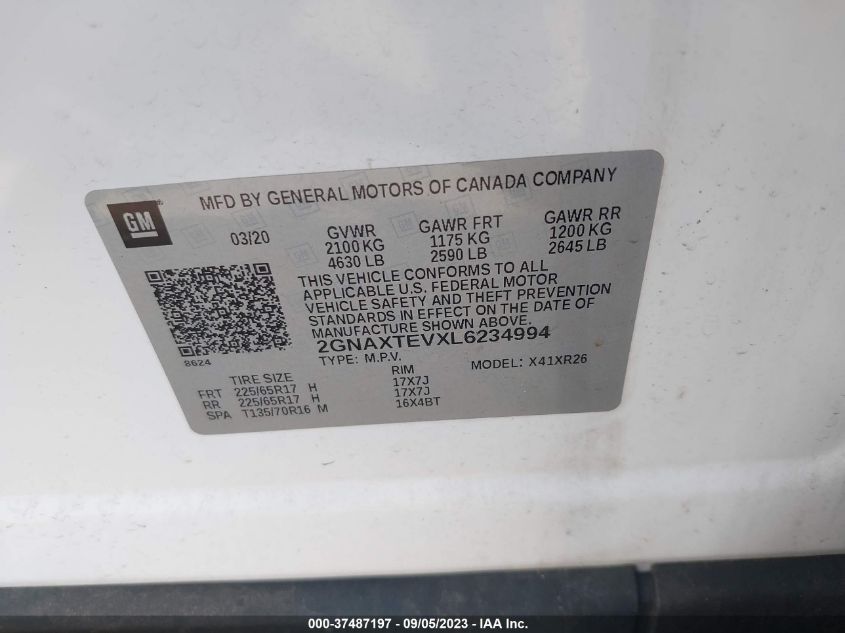 MFD BY GENERAL MOTORS OF CANADA COMPANY
GM
03/20 GVWR GAWR FRT GAWR RR
2100 KG 1175 KG 1200 KG
4630 LB 2590 LB 2645 LB
THIS VEHICLE CONFORMS TO ALL
APPLICABLE U.S. FEDERAL MOTOR
VEHICLE SAFETY AND THEFT PREVENTION
STANDARDS IN EFFECT ON THE DATE OF
MANUFACTURE SHOWN ABOVE.
2GNAXTEVXL6234994
8624
TYPE: M.P.V. MODEL: X41XR26
TIRE SIZE RIM
FRT 225/65R17 H 17X7J
RR 225/65R17 H 17X7J
SPA T135/70R16 M 16X4BT
000-37487197 - 09/05/2023 - IAA Inc.